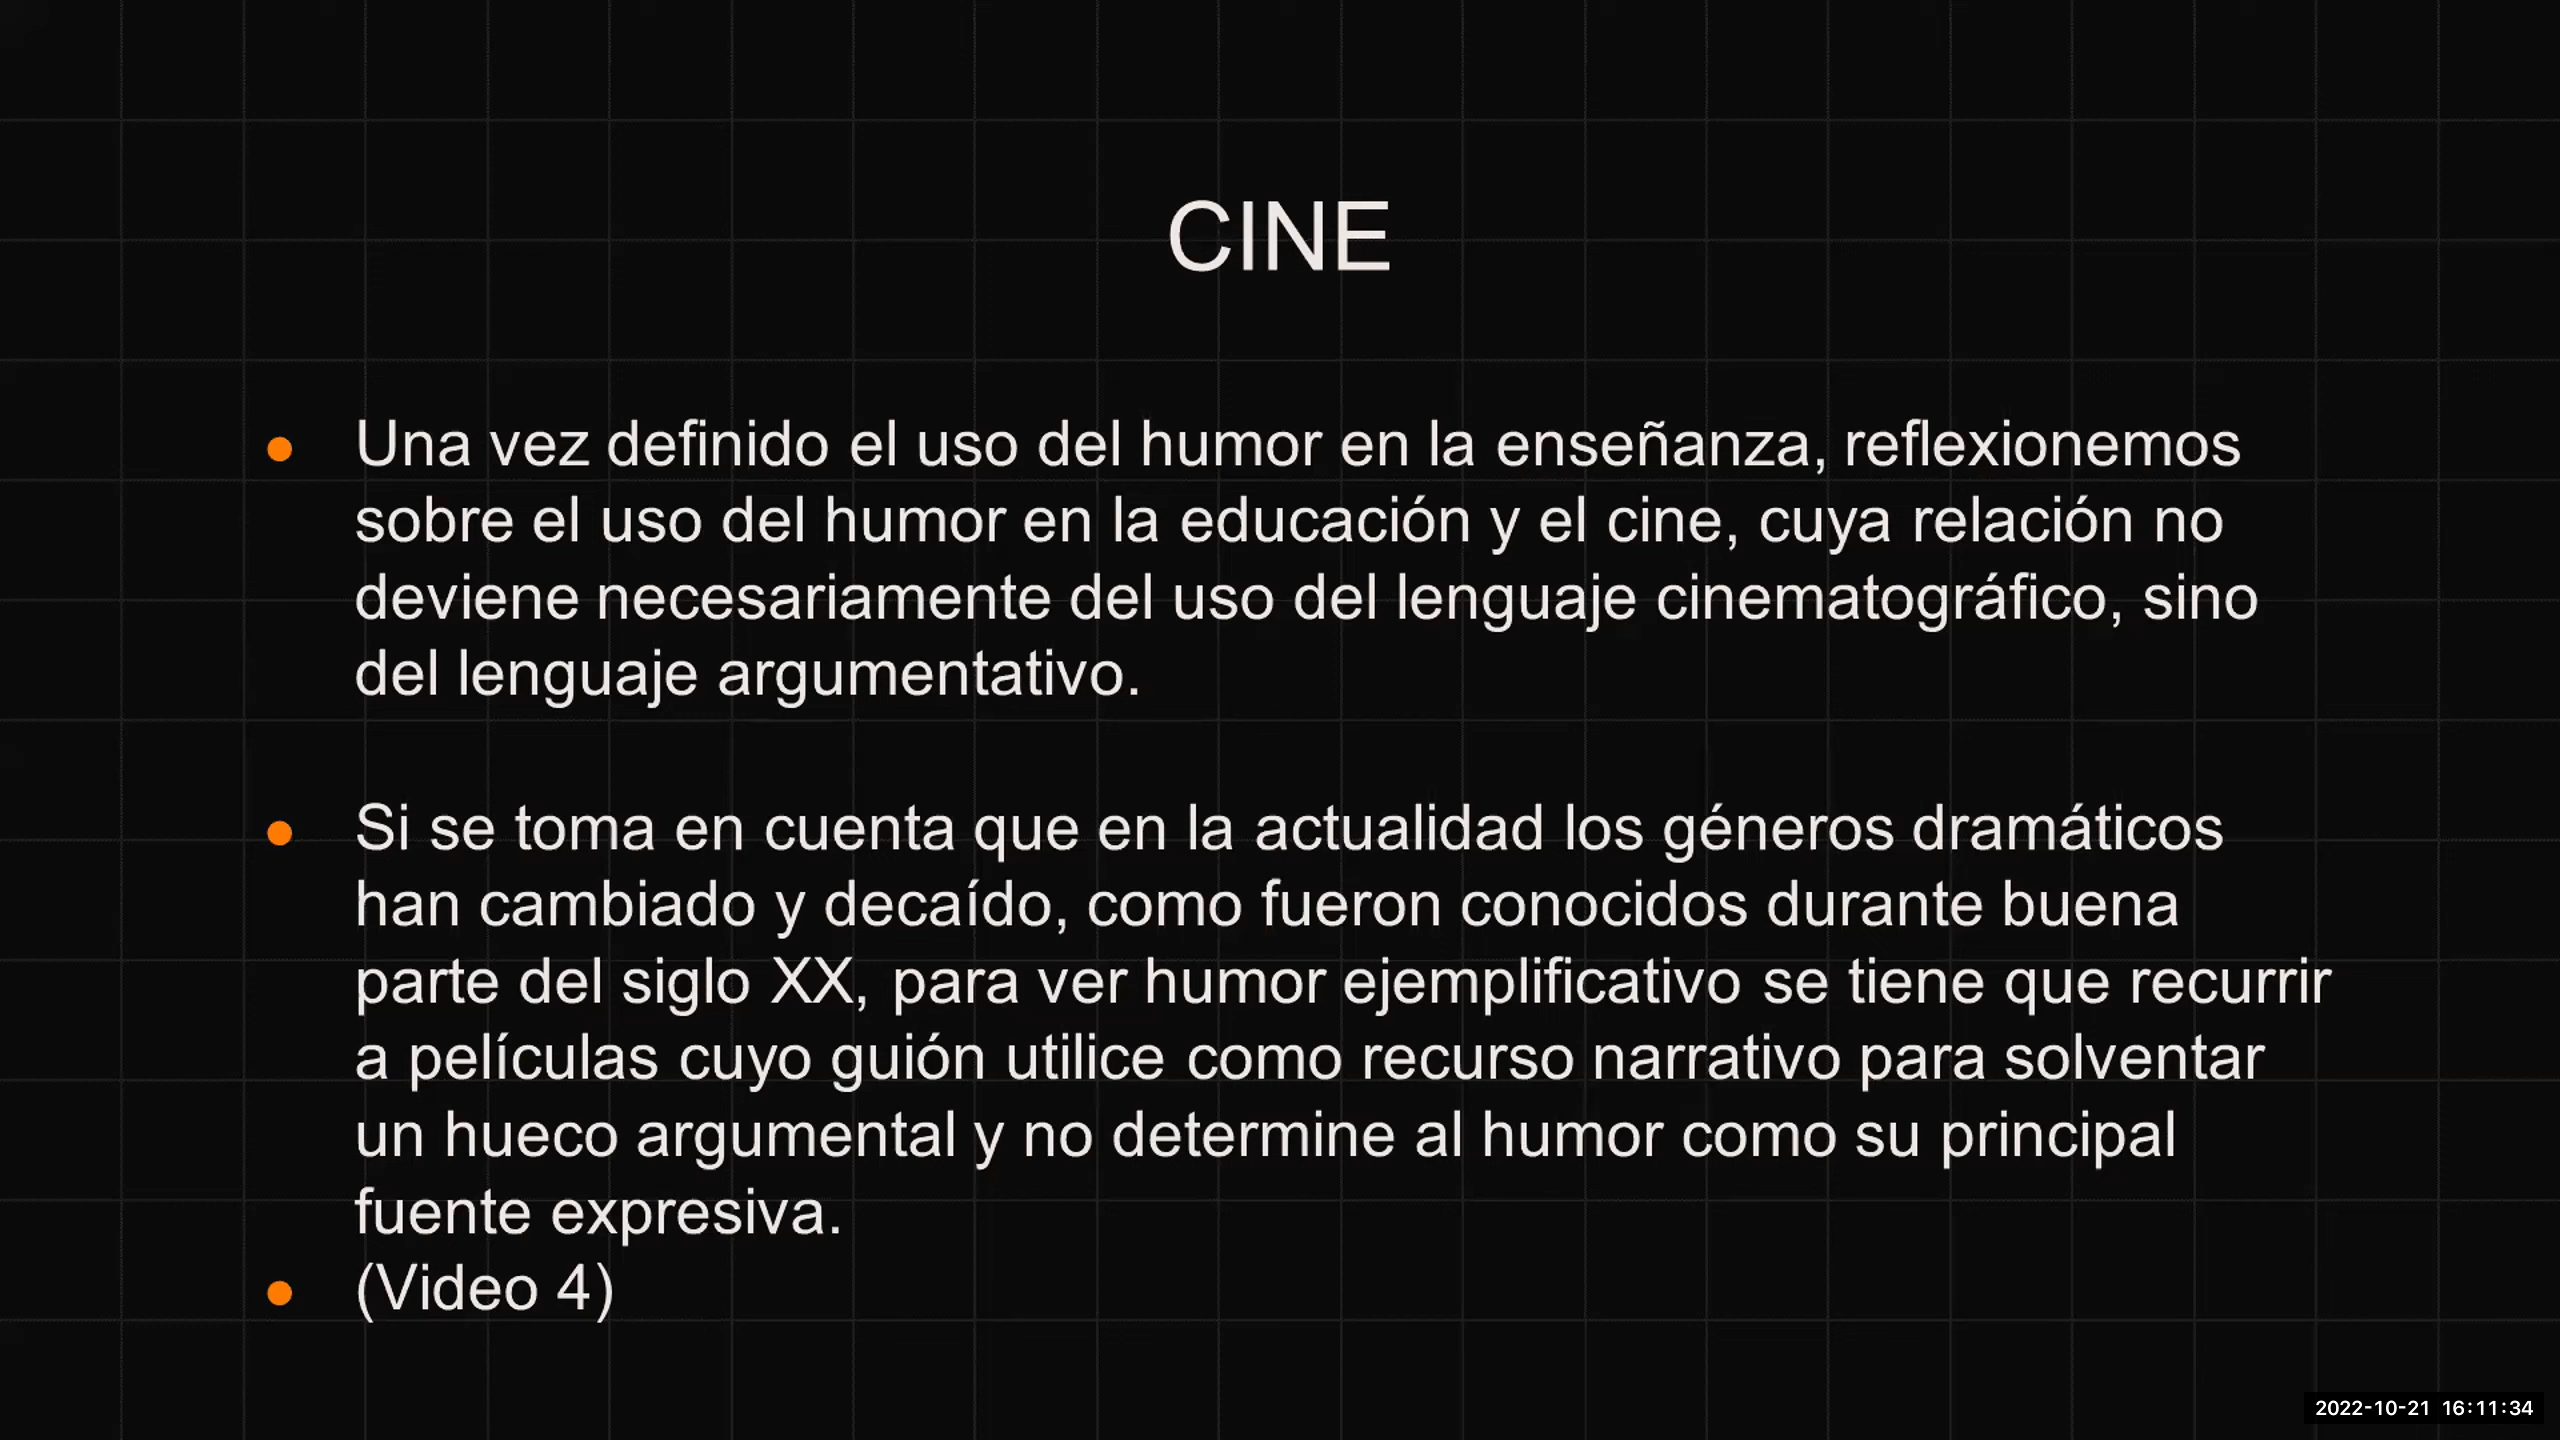 CINE
Una vez definido el uso del humor en la enseñanza, reflexionemos
sobre el uso del humor en la educación y el cine, cuya relación no
deviene necesariamente del uso del lenguaje cinematográfico, sino
del lenguaje argumentativo.
Si se toma en cuenta que en la actualidad los géneros dramáticos
han cambiado y decaído, como fueron conocidos durante buena
parte del siglo XX, para ver humor ejemplificativo se tiene que recurrir
a películas cuyo guión utilice como recurso narrativo para solventar
un hueco argumental y no determine al humor como su principal
fuente expresiva.
(Video 4)
2022-10-21 16:11:34